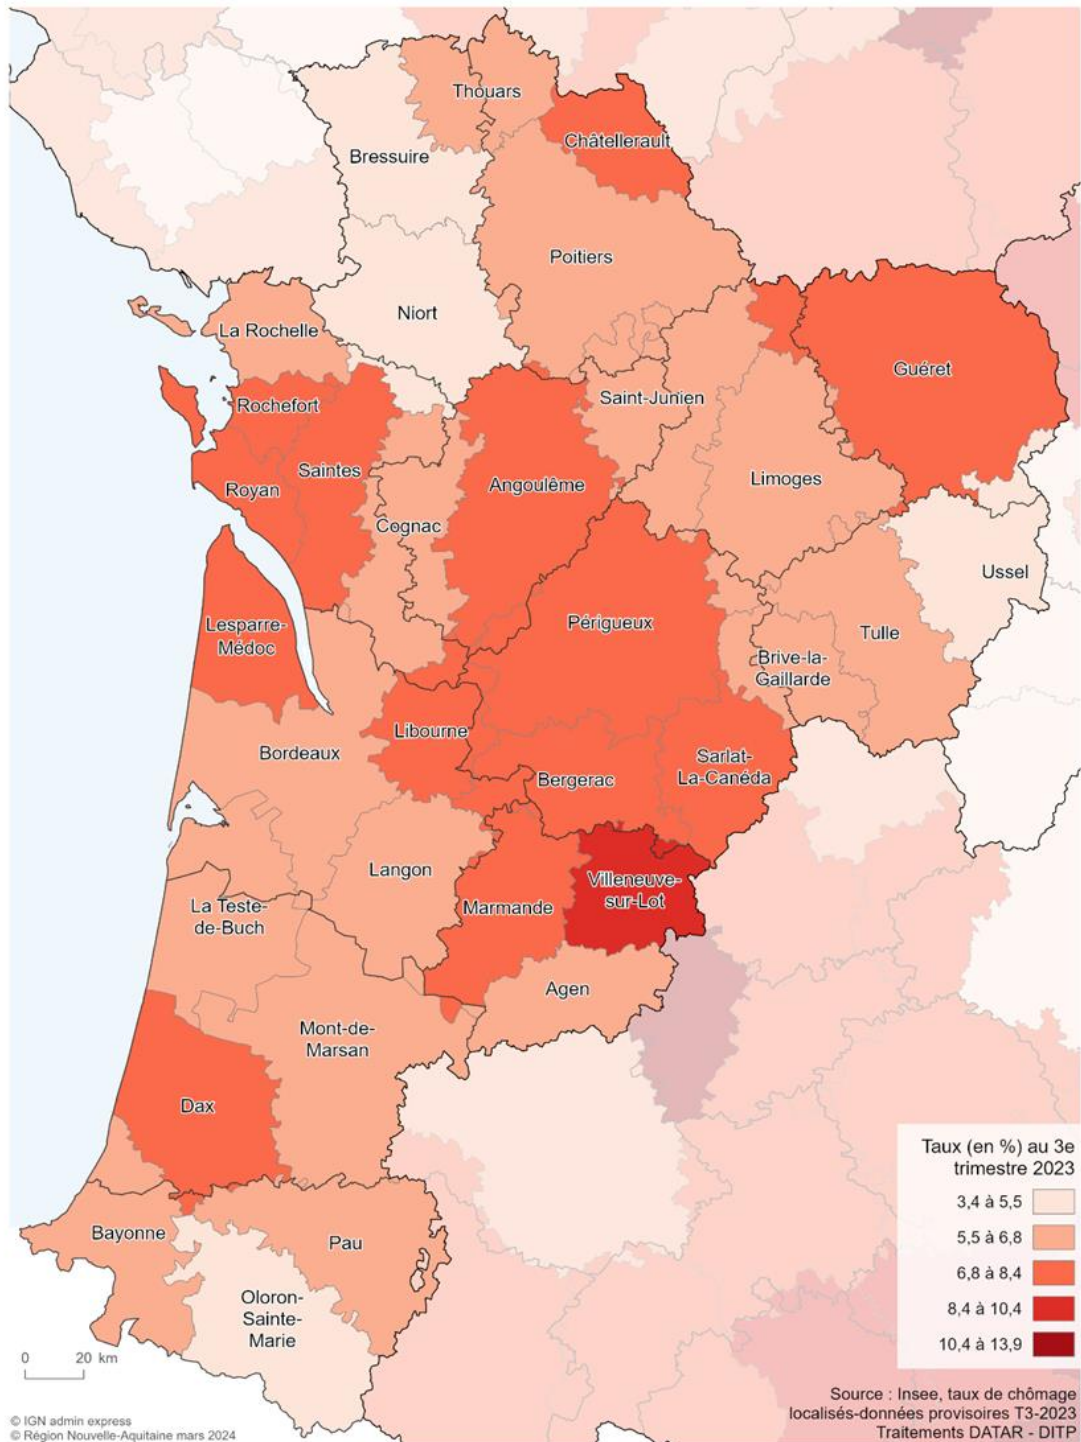 Thouars
Châtellerault
Bressuire
Poitiers
Niort
La Rochelle
Guéret
Saint-Junien
Rochefort
Saintes
Angoulême
Limoges
Royan
Cognac
Ussel
Lesparre-
Médoc
Périgueux
Tulle
Brive-la-
Gaillarde
Libourne
Bordeaux
Sarlat-
La-Canéda
Bergerac
Langon
Villeneuve-
sur-Lot
Marmande
La Teste-
de-Buch
Agen
Mont-de-
Marsan
Dax
Bayonne
Pau
Oloron-
Sainte-
Marie
Taux (en %) au 3e
trimestre 2023
3,4 à 5,5
5,5 à 6,8
6,8 à 8,4
8,4 à 10,4
10,4 à 13,9
0 20 km
Source : Insee, taux de chômage
localisés-données provisoires T3-2023
Traitements DATAR - DITP
© IGN admin express
© Région Nouvelle-Aquitaine mars 2024